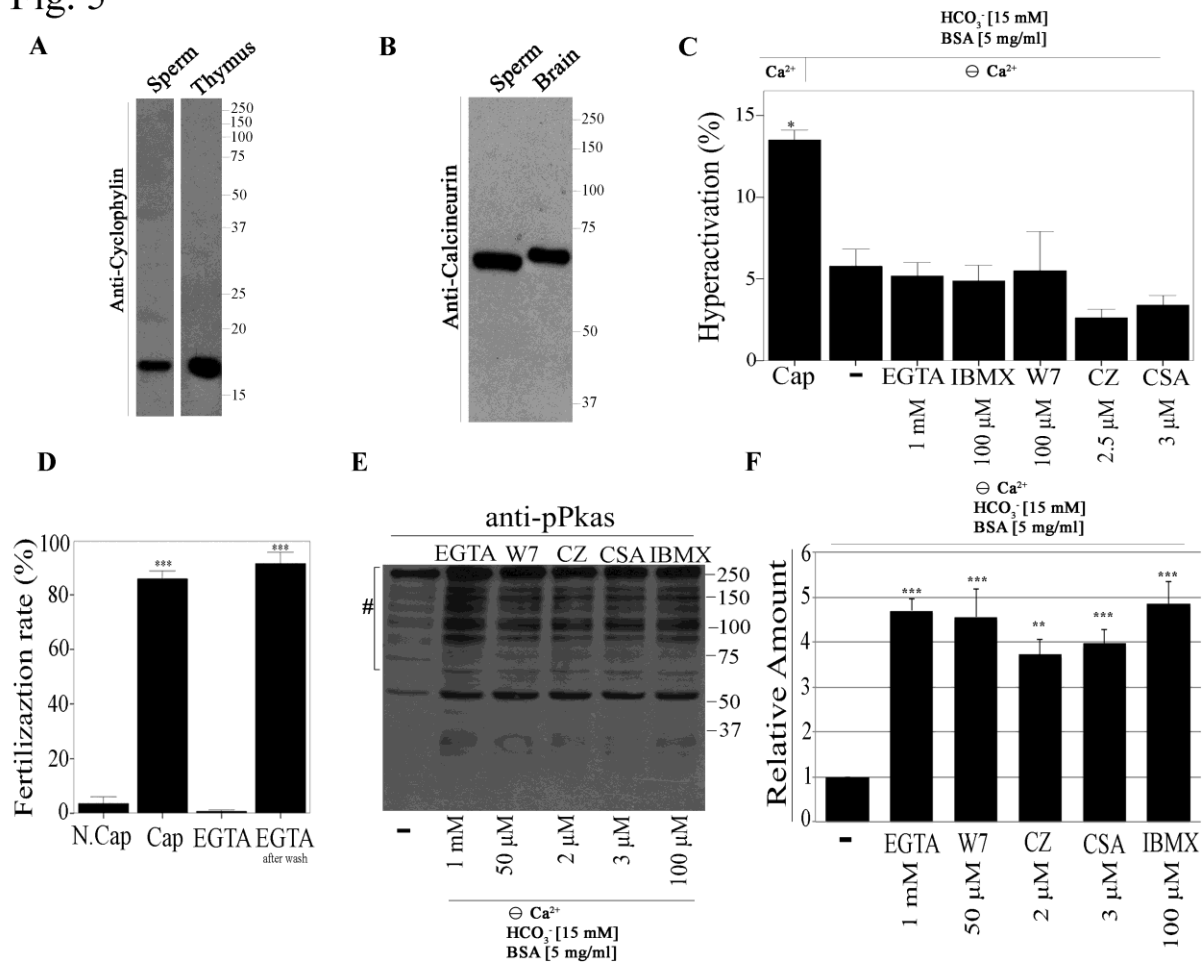 Fig. 5
A
Sperm
Thymus
Anti-Cyclophylin
250
150
100
75
50
37
25
20
15
B
Sperm
Brain
Anti-Calcineurin
250
150
100
75
50
37
C
HCO₃⁻ [15 mM]
BSA [5 mg/ml]
Ca²⁺
⊖ Ca²⁺
Hyperactivation (%)
15
10
5
0
*
Cap
-
EGTA
IBMX
W7
CZ
CSA
1 mM
100 µM
100 µM
2.5 µM
3 µM
D
Fertilizaztion rate (%)
100
80
60
40
20
0
***
***
N.Cap
Cap
EGTA
EGTA
after wash
E
anti-pPkas
EGTA
W7
CZ
CSA
IBMX
#
250
150
100
75
50
37
-
1 mM
50 µM
2 µM
3 µM
100 µM
⊖ Ca²⁺
HCO₃⁻ [15 mM]
BSA [5 mg/ml]
F
⊖ Ca²⁺
HCO₃⁻ [15 mM]
BSA [5 mg/ml]
Relative Amount
6
5
4
3
2
1
0
***
***
**
***
***
-
EGTA
W7
CZ
CSA
IBMX
1 mM
50 µM
2 µM
3 µM
100 µM